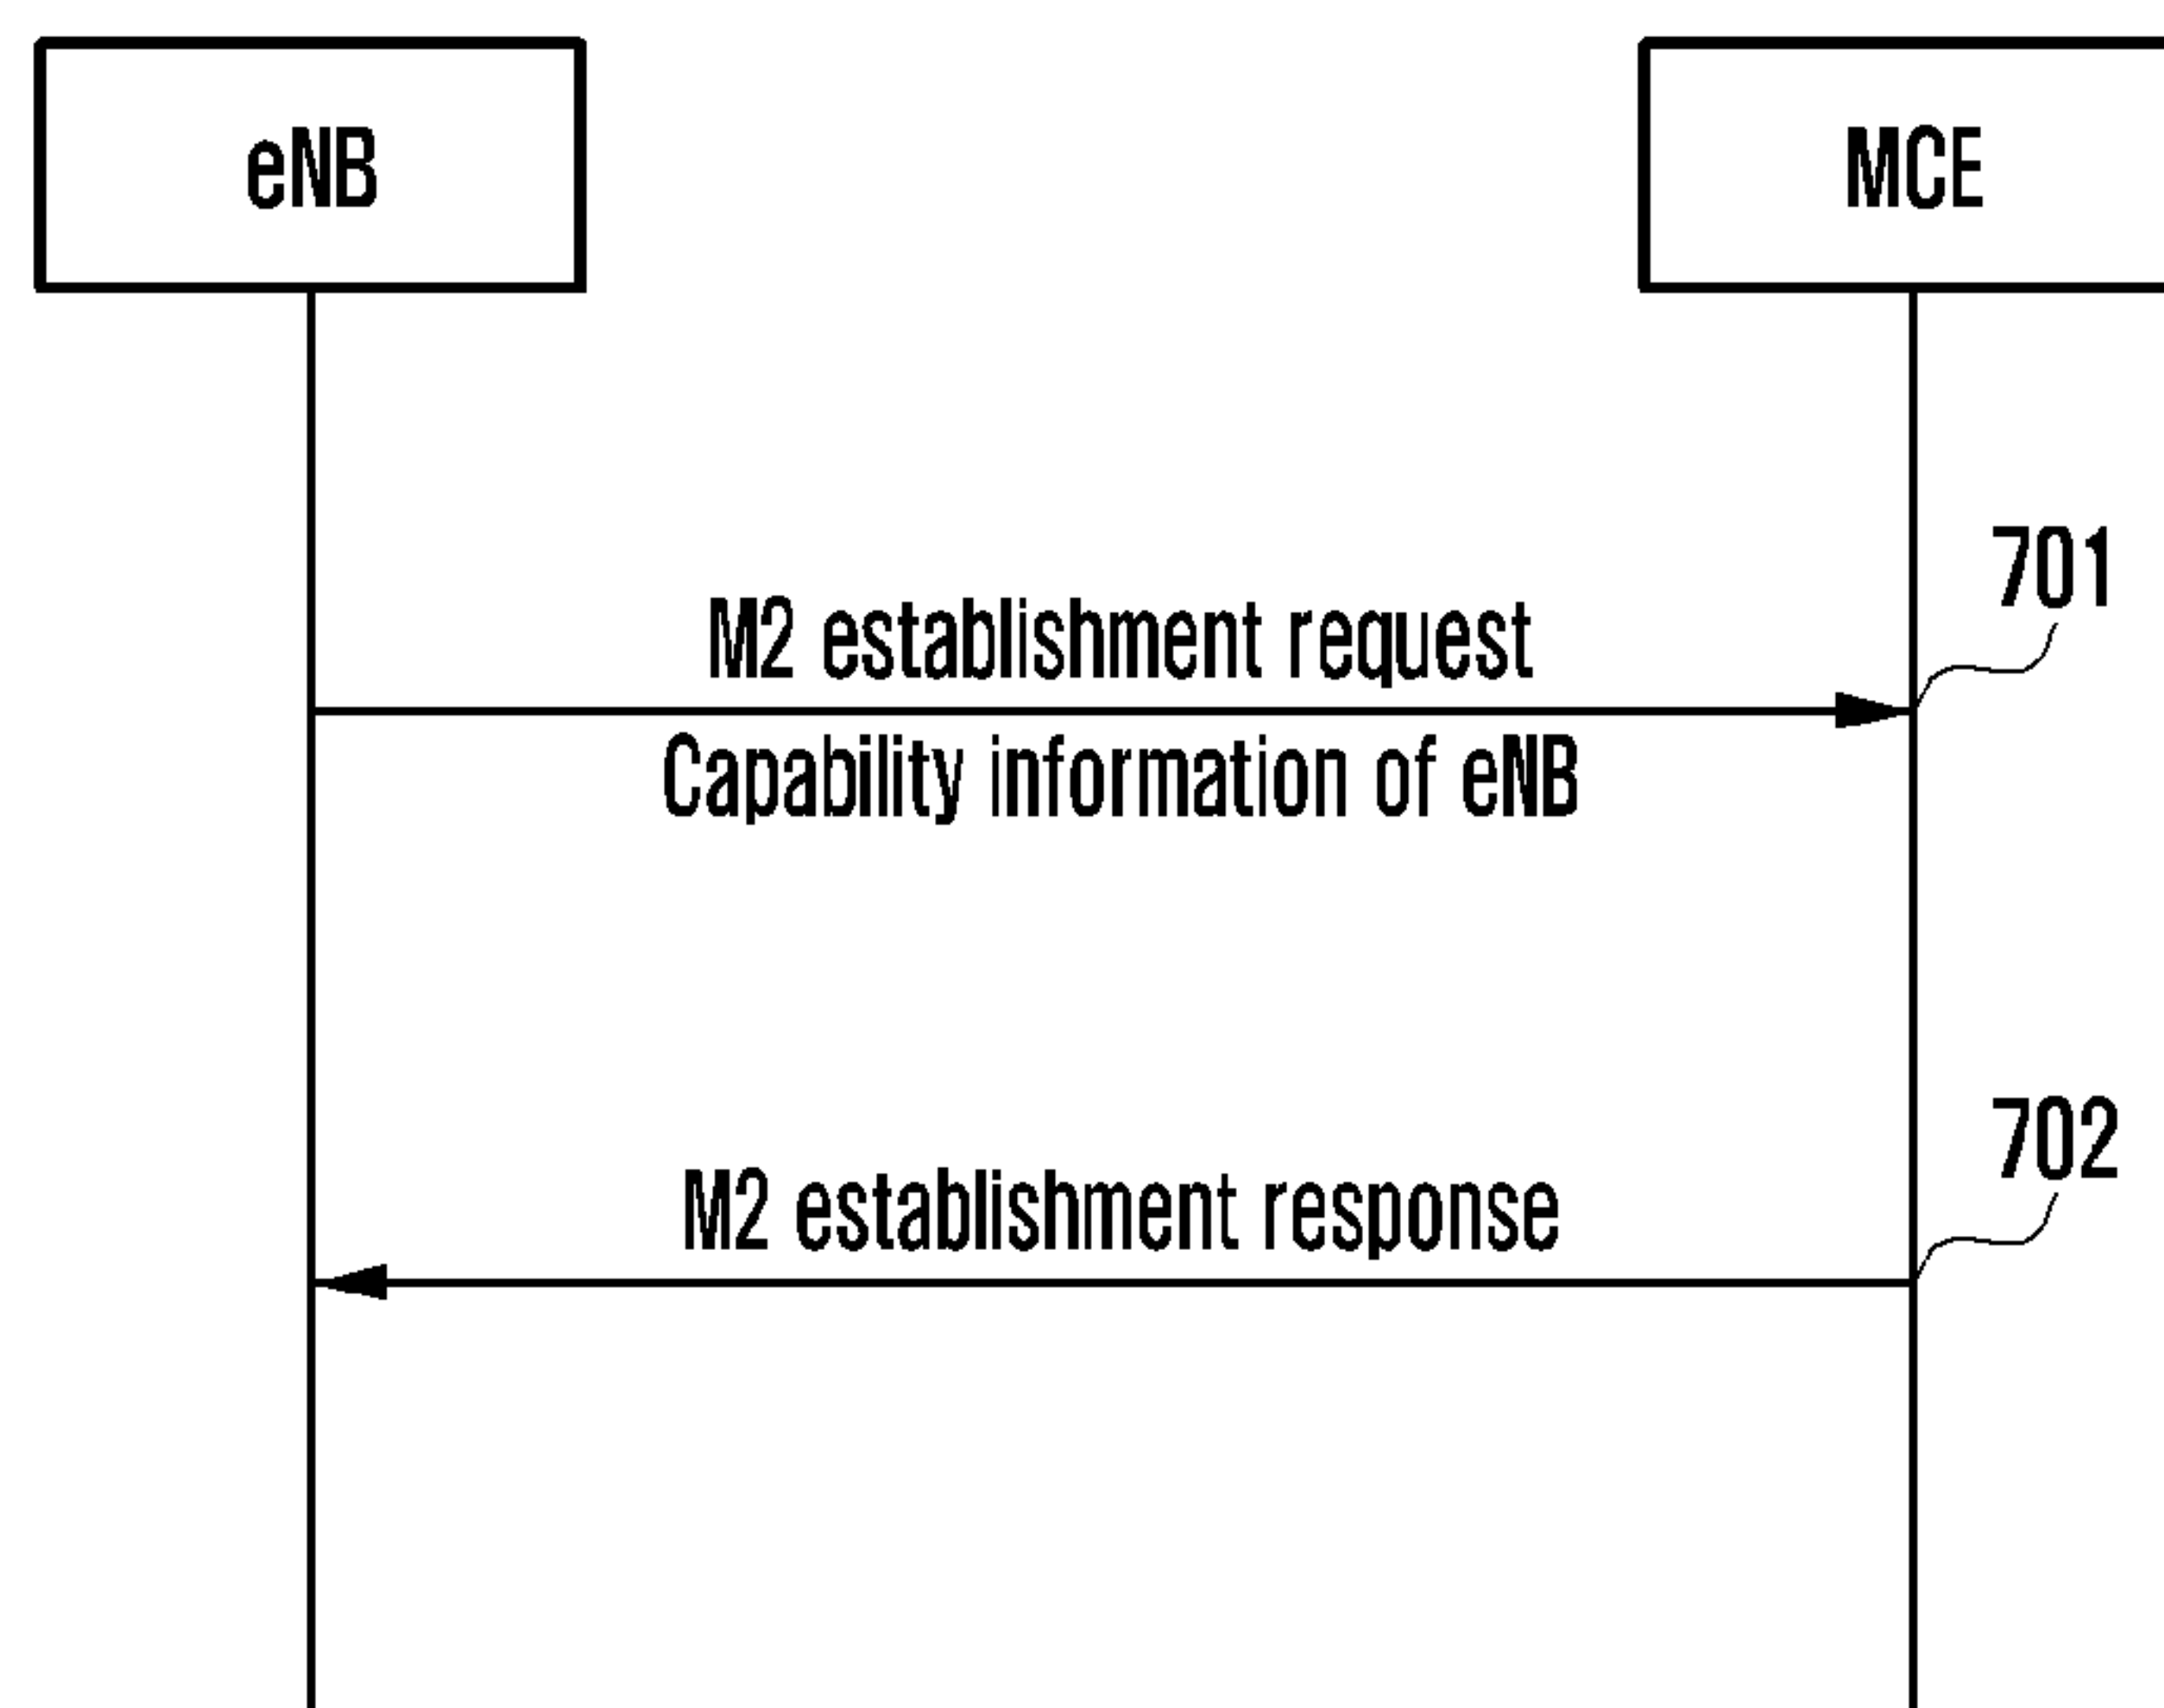 eNB
MCE
701
M2 establishment request
Capability information of eNB
702
M2 establishment response